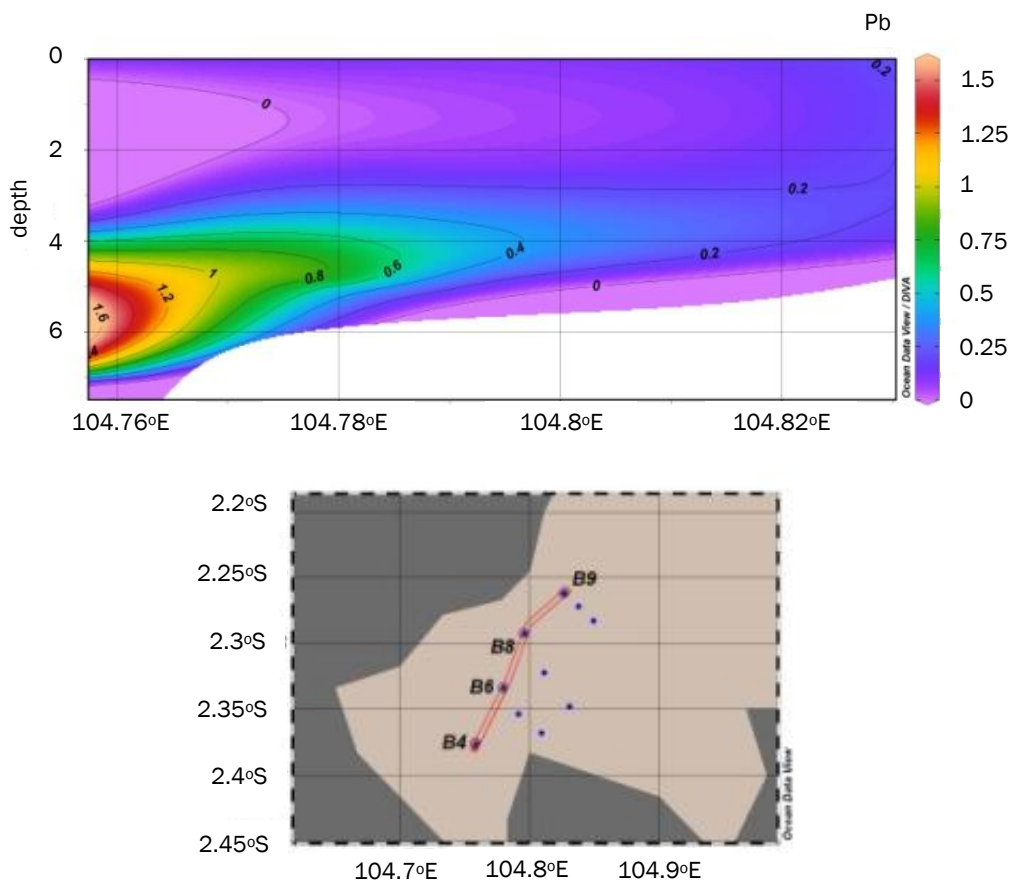 Pb
0
2
4
6
depth
0
0.2
0.2
0.2
0.4
0.6
0.8
1
1.2
1.6
0
Ocean Data View / DIVA
1.5
1.25
1
0.75
0.5
0.25
0
104.76ºE 104.78ºE 104.8ºE 104.82ºE
2.2ºS
2.25ºS
2.3ºS
2.35ºS
2.4ºS
2.45ºS
B9
B8
B6
B4
Ocean Data View
104.7ºE 104.8ºE 104.9ºE